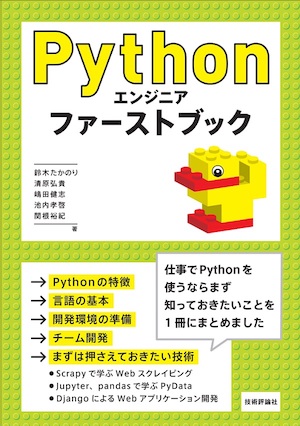 Python
エンジニア
ファーストブック
鈴木たかのり
清原弘貴
嶋田健志
池内孝啓
関根裕紀
著
→ Pythonの特徴
→ 言語の基本
→ 開発環境の準備
→ チーム開発
→ まずは押さえておきたい技術
●Scrapyで学ぶWebスクレイピング
●Jupyter、pandasで学ぶPyData
●DjangoによるWebアプリケーション開発
仕事でPythonを
使うならまず
知っておきたいことを
1冊にまとめました
技術評論社